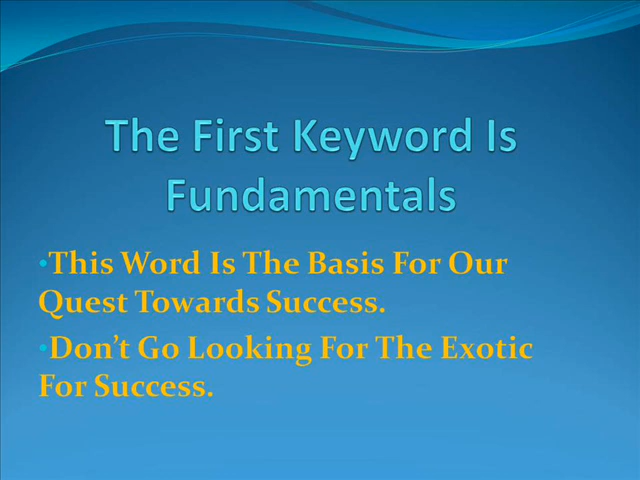 The First Keyword Is
Fundamentals
•This Word Is The Basis For Our
Quest Towards Success.
•Don’t Go Looking For The Exotic
For Success.